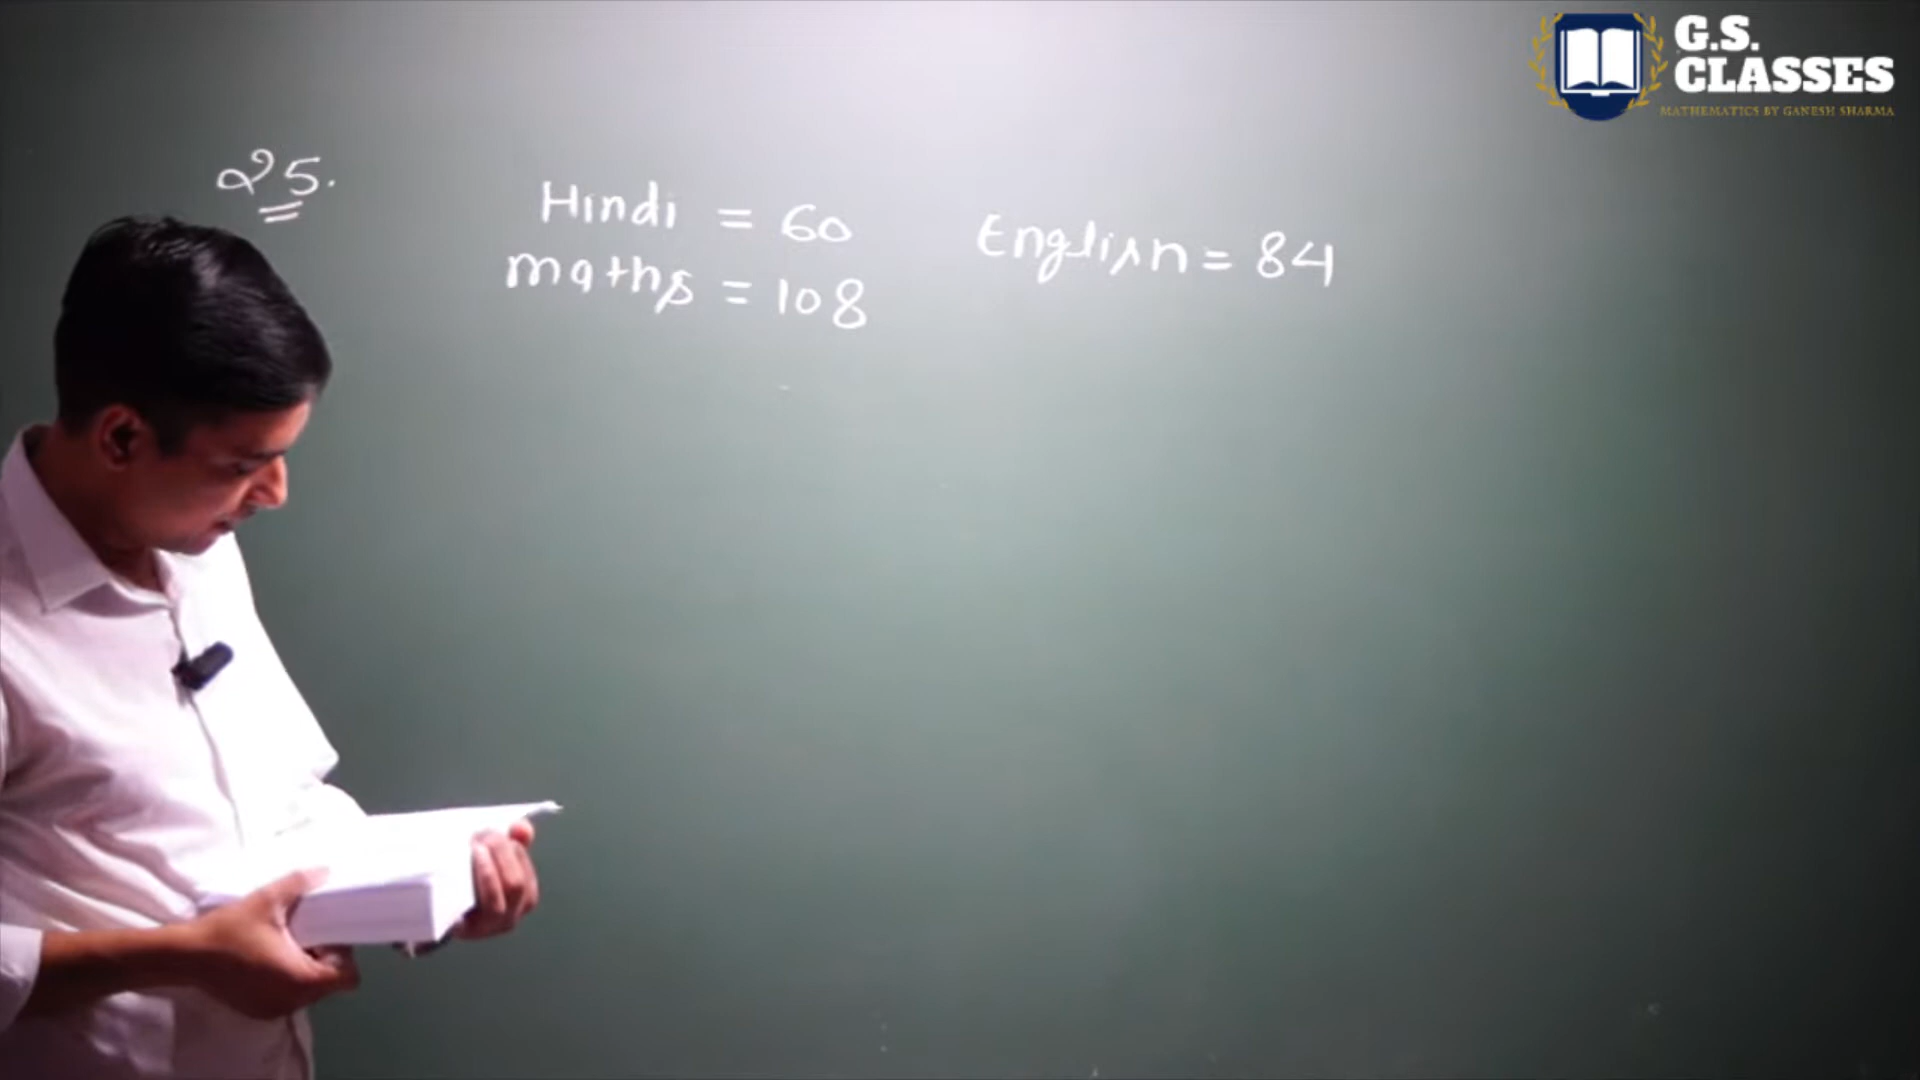 G.S.
CLASSES
MATHEMATICS BY GANESH SHARMA
25.
Hindi = 60
English = 84
maths = 108